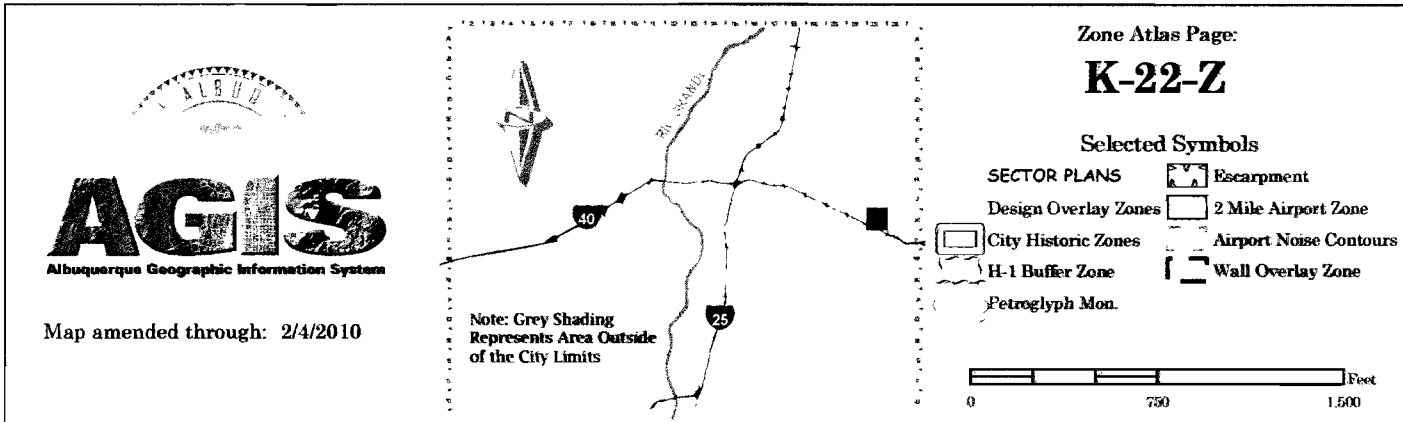 ALBUQ
AGIS
Albuquerque Geographic Information System
Map amended through: 2/4/2010
N
40
25
Note: Grey Shading
Represents Area Outside
of the City Limits
Zone Atlas Page:
K-22-Z
Selected Symbols
SECTOR PLANS
Escarpment
Design Overlay Zones
2 Mile Airport Zone
City Historic Zones
Airport Noise Contours
H-1 Buffer Zone
Wall Overlay Zone
Petroglyph Mon.
Feet
0
750
1,500